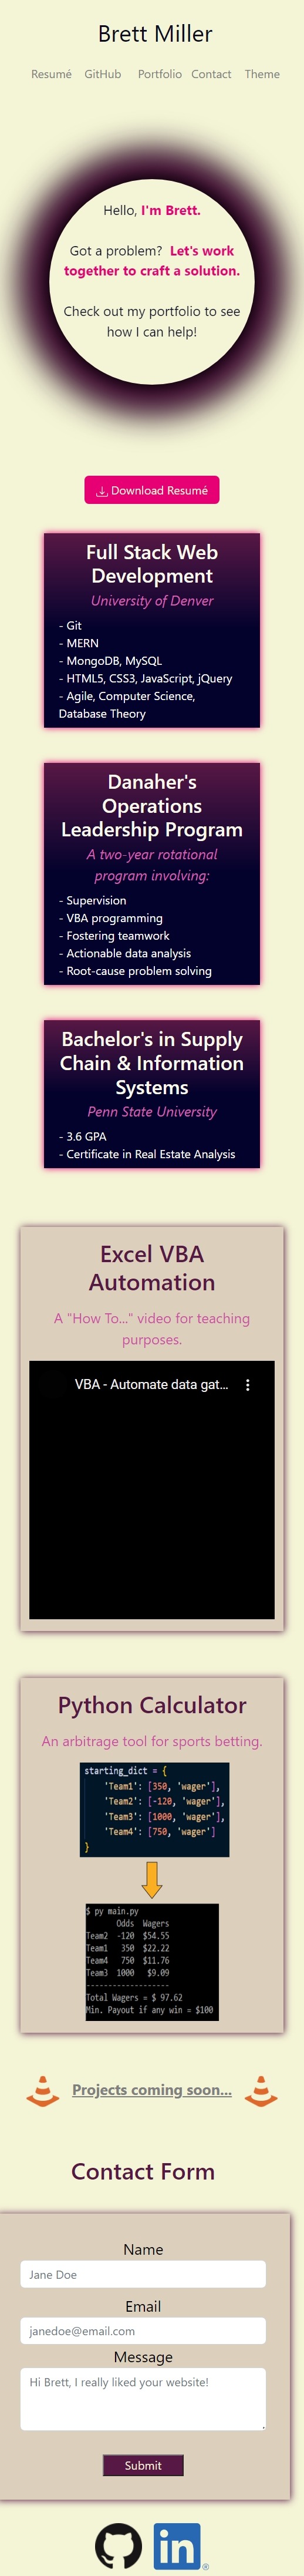 Brett Miller
Resumé GitHub Portfolio Contact Theme
Hello, I'm Brett.
Got a problem? Let's work
together to craft a solution.
Check out my portfolio to see
how I can help!
Download Resumé
Full Stack Web
Development
University of Denver
- Git
- MERN
- MongoDB, MySQL
- HTML5, CSS3, JavaScript, jQuery
- Agile, Computer Science,
Database Theory
Danaher's
Operations
Leadership Program
A two-year rotational
program involving:
- Supervision
- VBA programming
- Fostering teamwork
- Actionable data analysis
- Root-cause problem solving
Bachelor's in Supply
Chain & Information
Systems
Penn State University
- 3.6 GPA
- Certificate in Real Estate Analysis
Excel VBA
Automation
A "How To..." video for teaching
purposes.
VBA - Automate data gat...
Python Calculator
An arbitrage tool for sports betting.
starting_dict = {
'Team1': [350, 'wager'],
'Team2': [-120, 'wager'],
'Team3': [1000, 'wager'],
'Team4': [750, 'wager']
}
$ py main.py
Odds Wagers
Team2 -120 $54.55
Team1 350 $22.22
Team4 750 $11.76
Team3 1000 $9.09
--------------------
Total Wagers = $ 97.62
Min. Payout if any win = $100
Projects coming soon...
Contact Form
Name
Jane Doe
Email
janedoe@email.com
Message
Hi Brett, I really liked your website!
Submit
in ®